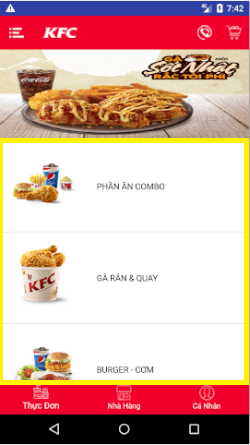 7:42
KFC
GÀ
Sốt Nhật
RẮC TỎI PHI
PHẦN ĂN COMBO
GÀ RÁN & QUAY
KFC
BURGER - CƠM
Thực Đơn
Nhà Hàng
Cá Nhân